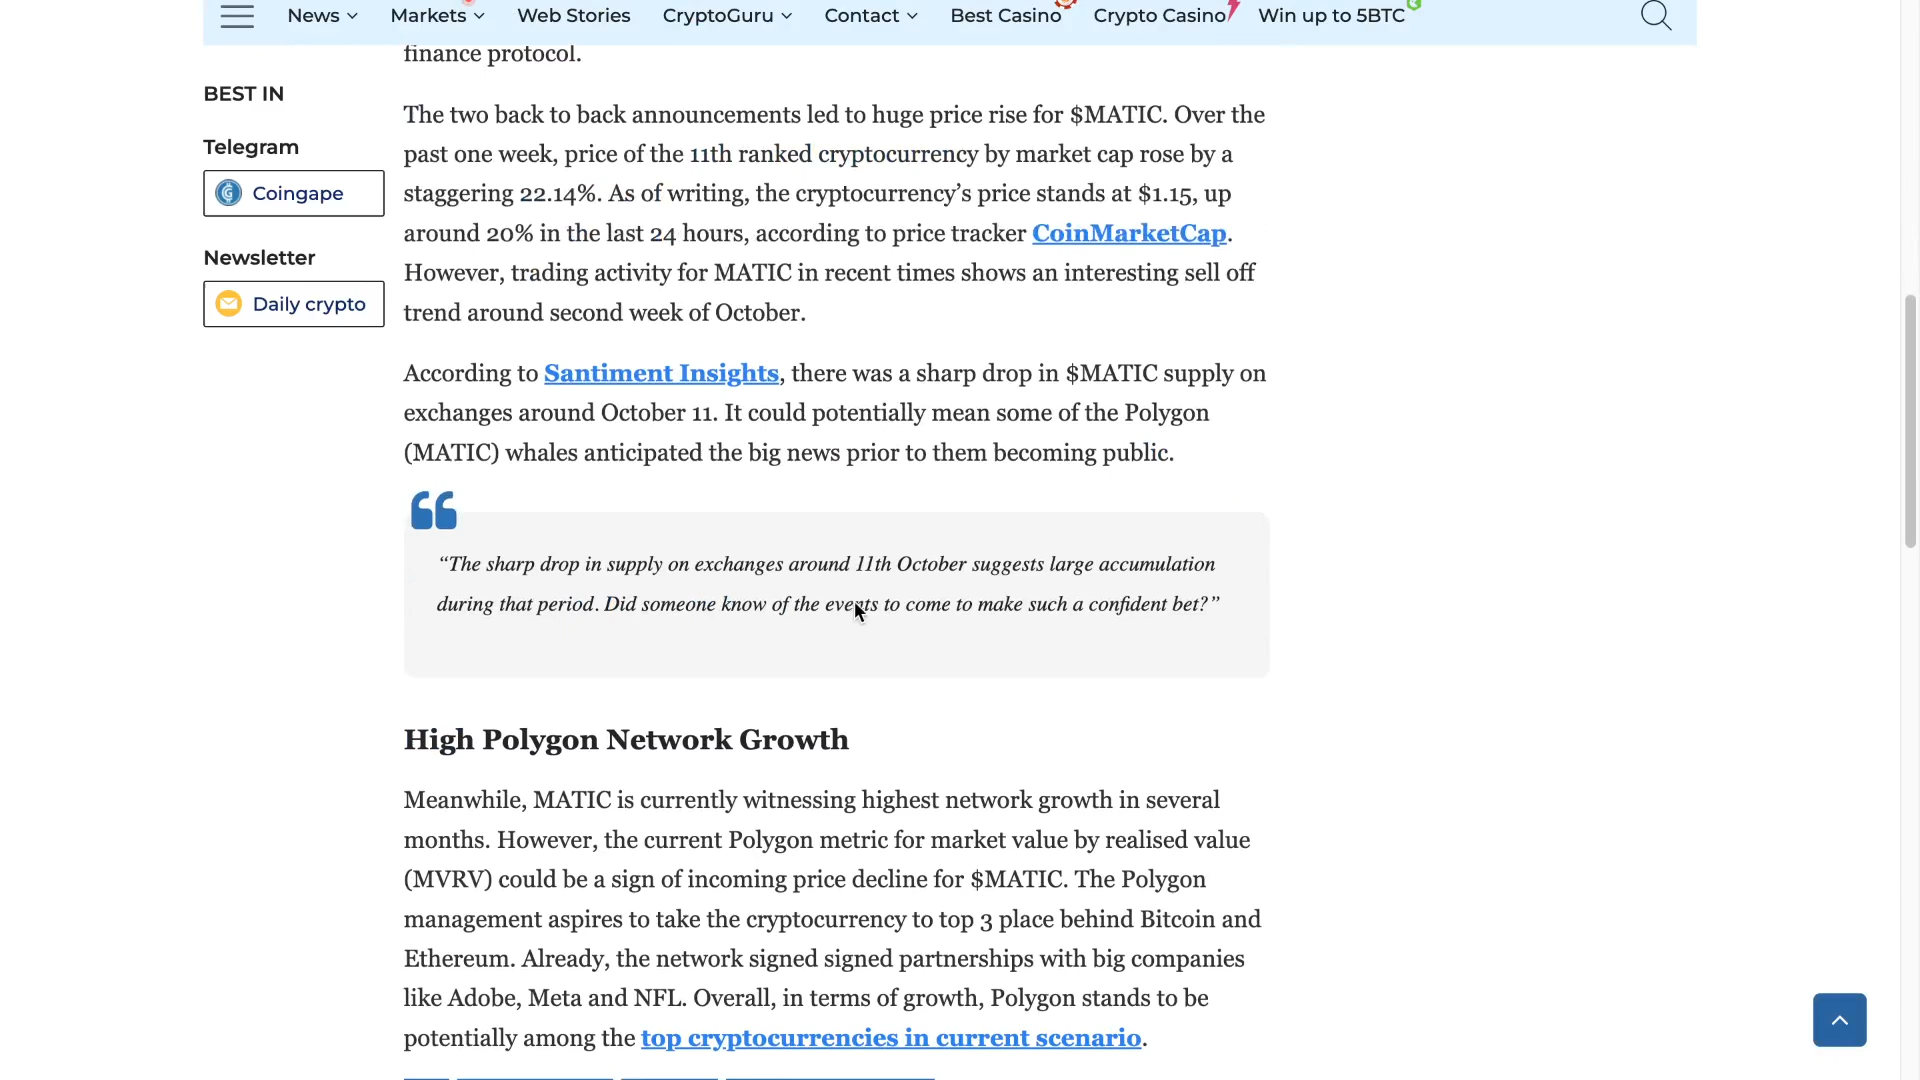 News
Markets
Web Stories
CryptoGuru
Contact
Best Casino
Crypto Casino
Win up to 5BTC
BEST IN
Telegram
Coingape
Newsletter
Daily crypto
finance protocol.
The two back to back announcements led to huge price rise for $MATIC. Over the
past one week, price of the 11th ranked cryptocurrency by market cap rose by a
staggering 22.14%. As of writing, the cryptocurrency’s price stands at $1.15, up
around 20% in the last 24 hours, according to price tracker CoinMarketCap.
However, trading activity for MATIC in recent times shows an interesting sell off
trend around second week of October.
According to Santiment Insights, there was a sharp drop in $MATIC supply on
exchanges around October 11. It could potentially mean some of the Polygon
(MATIC) whales anticipated the big news prior to them becoming public.
“The sharp drop in supply on exchanges around 11th October suggests large accumulation
during that period. Did someone know of the events to come to make such a confident bet?”
High Polygon Network Growth
Meanwhile, MATIC is currently witnessing highest network growth in several
months. However, the current Polygon metric for market value by realised value
(MVRV) could be a sign of incoming price decline for $MATIC. The Polygon
management aspires to take the cryptocurrency to top 3 place behind Bitcoin and
Ethereum. Already, the network signed signed partnerships with big companies
like Adobe, Meta and NFL. Overall, in terms of growth, Polygon stands to be
potentially among the top cryptocurrencies in current scenario.